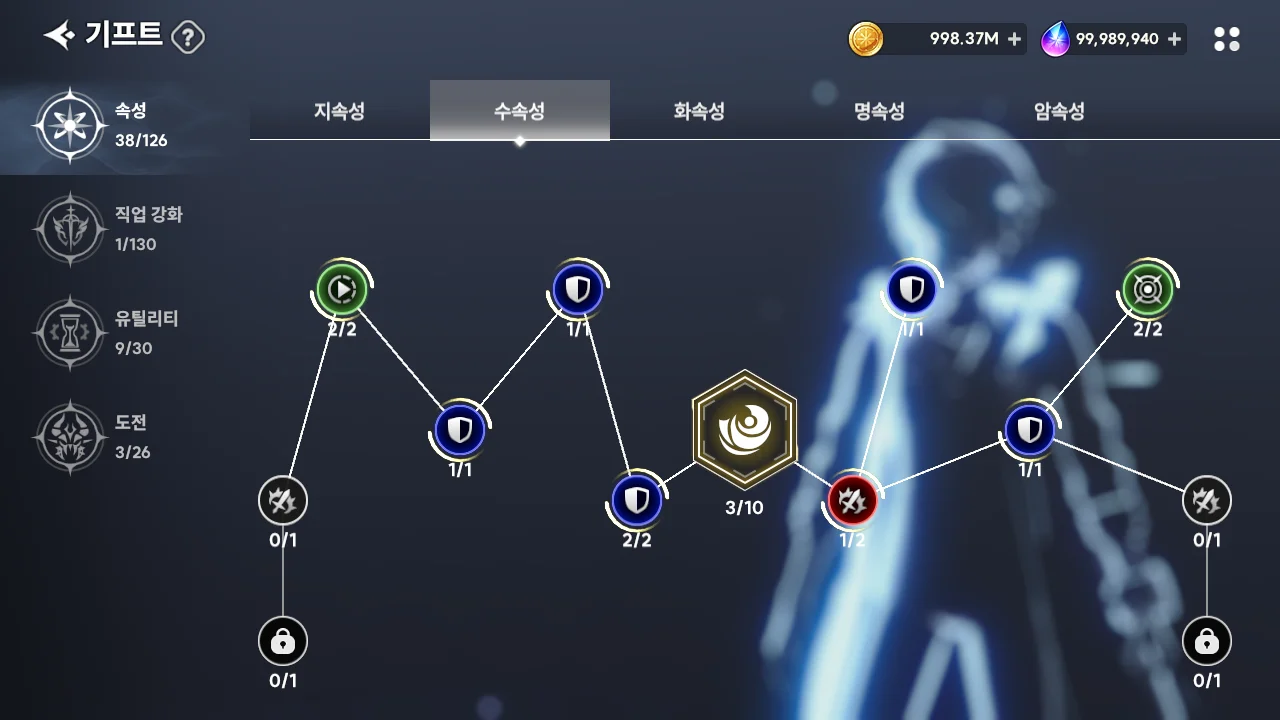 기프트 ?
998.37M +
99,989,940 +
속성
38/126
직업 강화
1/130
유틸리티
9/30
도전
3/26
지속성
수속성
화속성
명속성
암속성
2/2
1/1
1/1
2/2
1/1
1/1
2/2
3/10
1/2
0/1
0/1
0/1
0/1